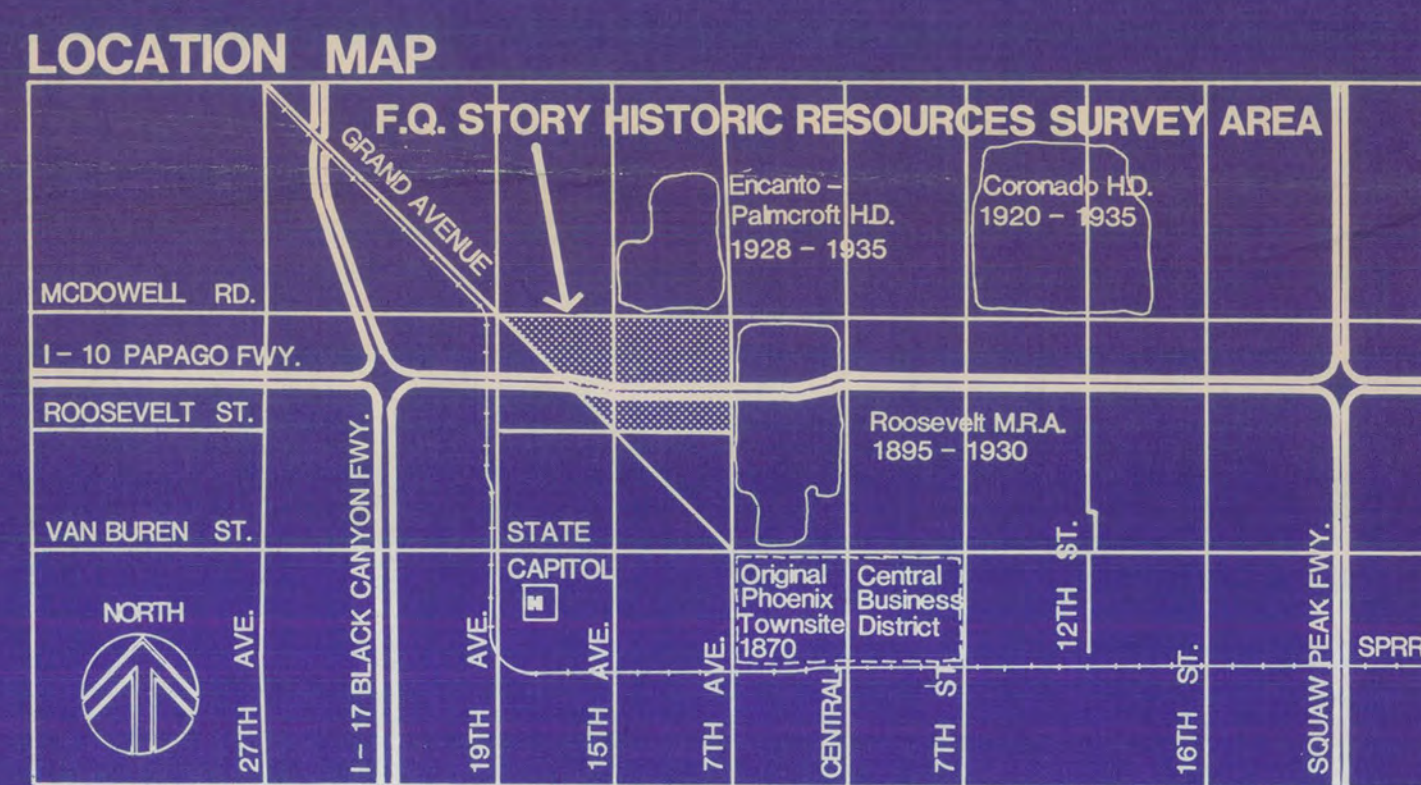 LOCATION MAP
F.Q. STORY HISTORIC RESOURCES SURVEY AREA
GRAND AVENUE
Encanto –
Palmcroft H.D.
1928 – 1935
Coronado H.D.
1920 – 1935
MCDOWELL RD.
I – 10 PAPAGO FWY.
ROOSEVELT ST.
Roosevelt M.R.A.
1895 – 1930
VAN BUREN ST.
STATE
CAPITOL
Original
Phoenix
Townsite
1870
Central
Business
District
NORTH
27TH AVE.
I – 17 BLACK CANYON FWY.
19TH AVE.
15TH AVE.
7TH AVE.
CENTRAL
7TH ST.
12TH ST.
16TH ST.
SQUAW PEAK FWY.
SPRR